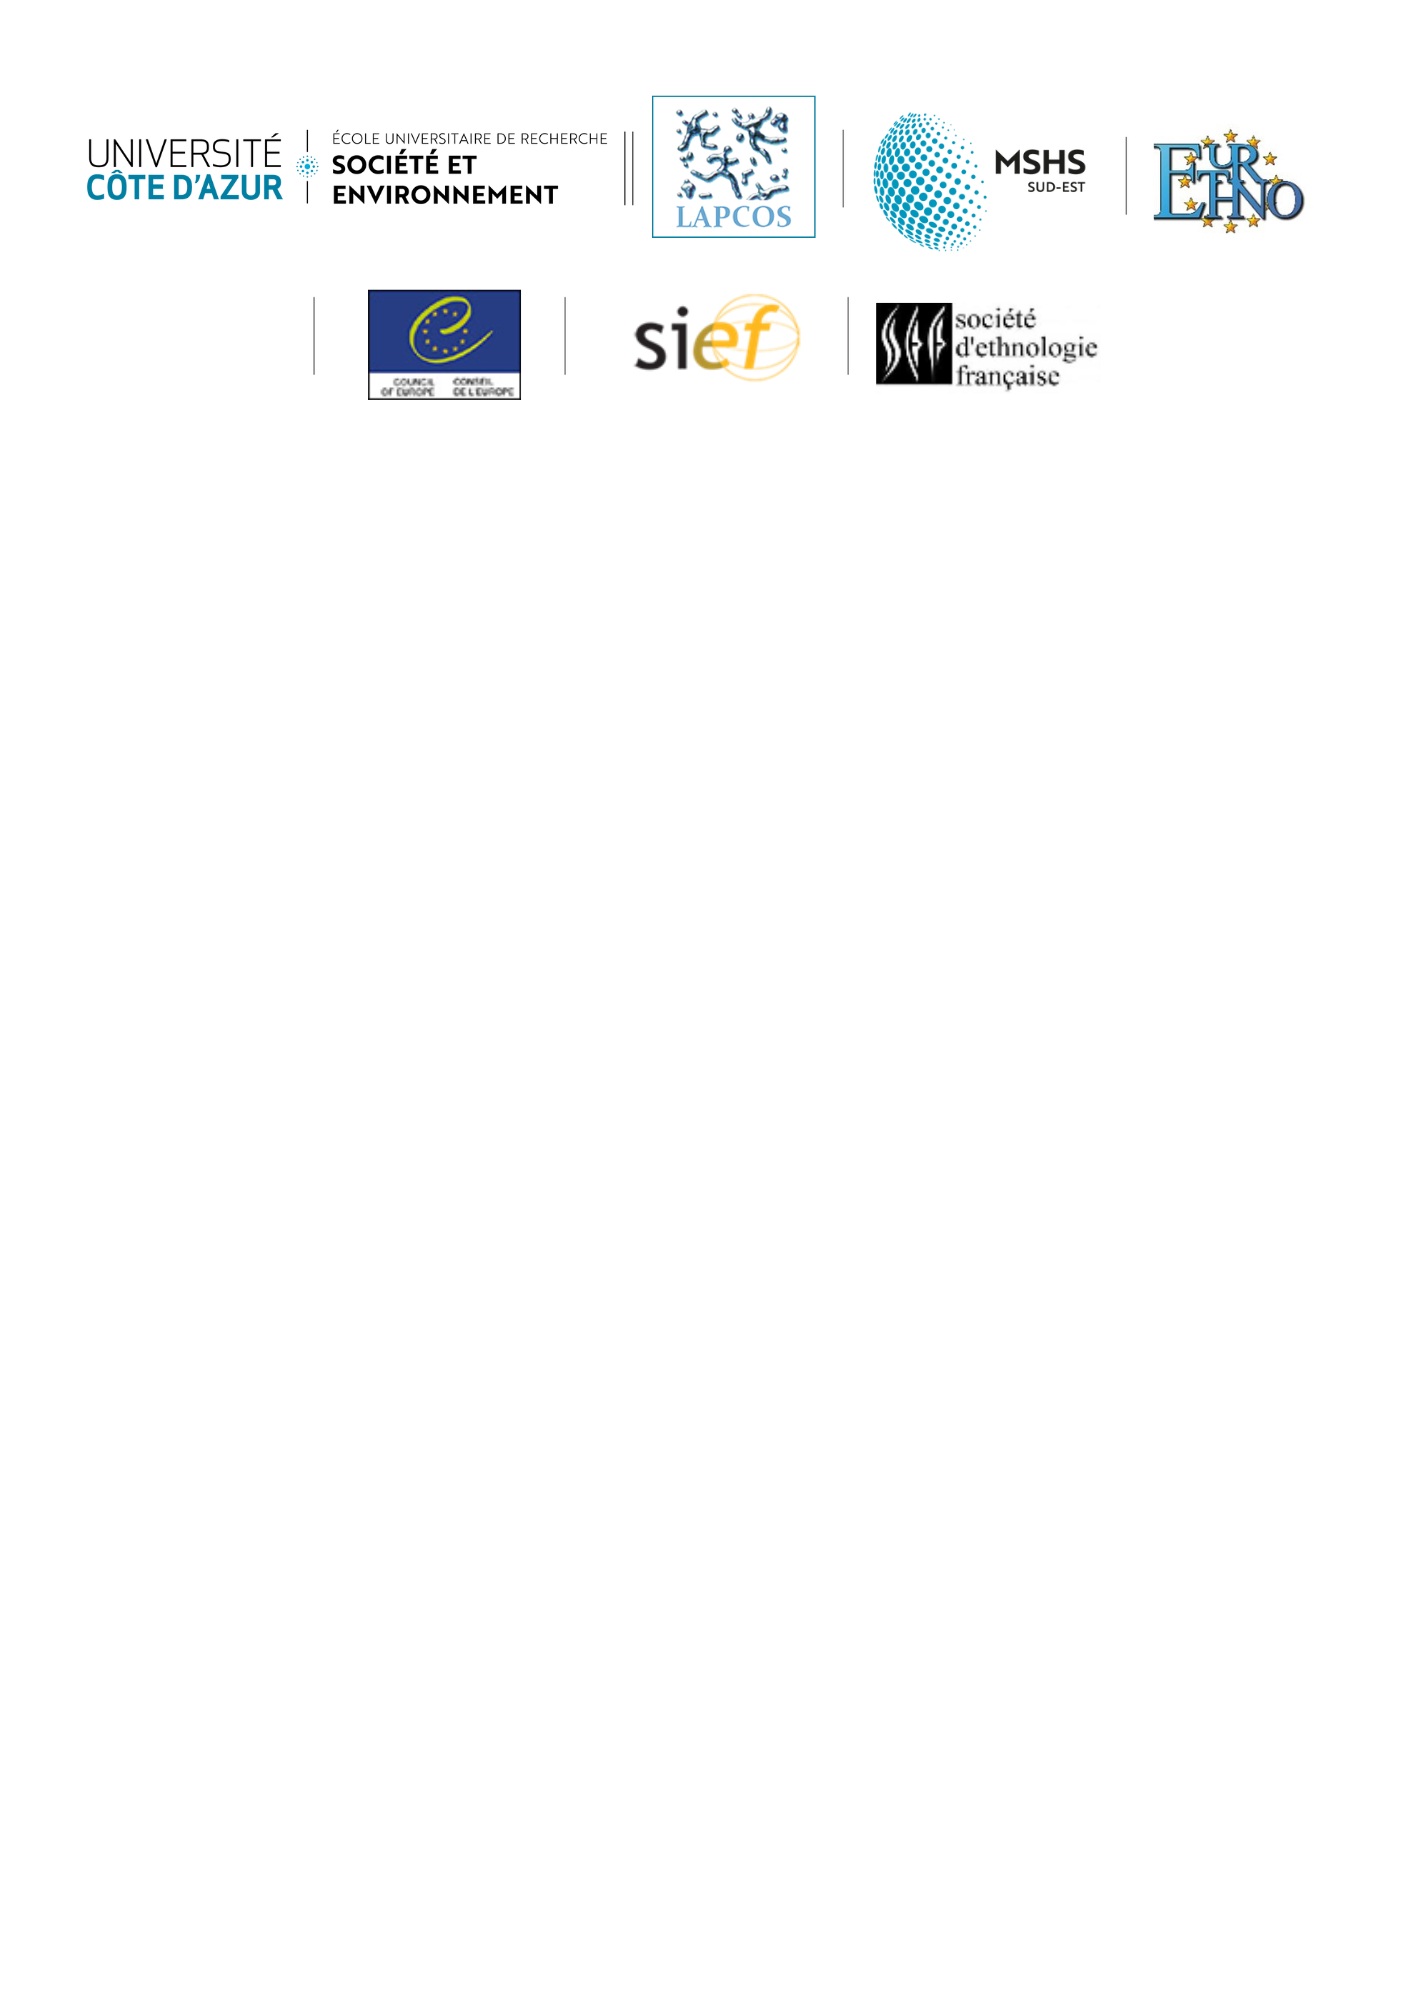 UNIVERSITÉ
CÔTE D'AZUR
ÉCOLE UNIVERSITAIRE DE RECHERCHE
SOCIÉTÉ ET
ENVIRONNEMENT
LAPCOS
MSHS
SUD-EST
EURETHNO
COUNCIL
OF EUROPE
CONSEIL
DE L'EUROPE
sief
SEF
société
d'ethnologie
française